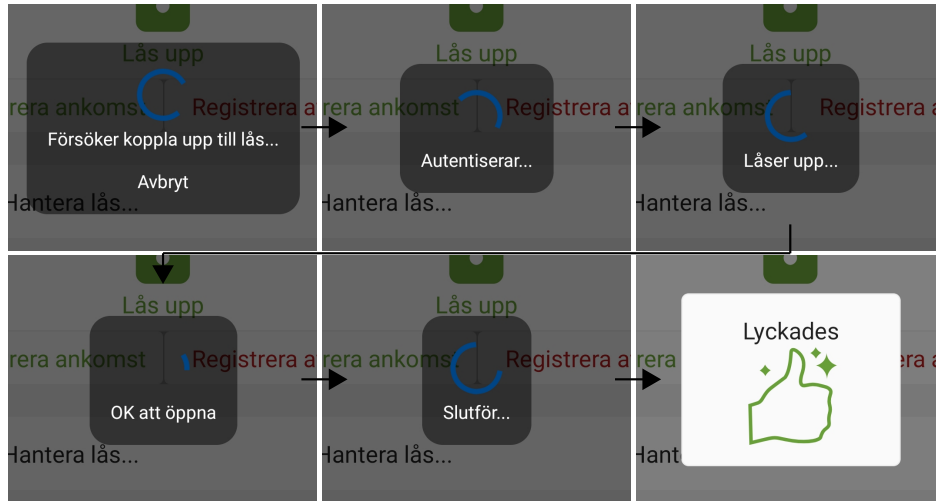 Lås upp
rera ankomst
Registrera a
Försöker koppla upp till lås...
Avbryt
Hantera lås...
Lås upp
rera ankomst
Registrera a
Autentiserar...
Hantera lås...
Lås upp
rera ankomst
Registrera a
Låser upp...
Hantera lås...
Lås upp
rera ankomst
Registrera a
OK att öppna
Hantera lås...
Lås upp
rera ankomst
Registrera a
Slutför...
Hantera lås...
Lyckades
rera
era a
Hant